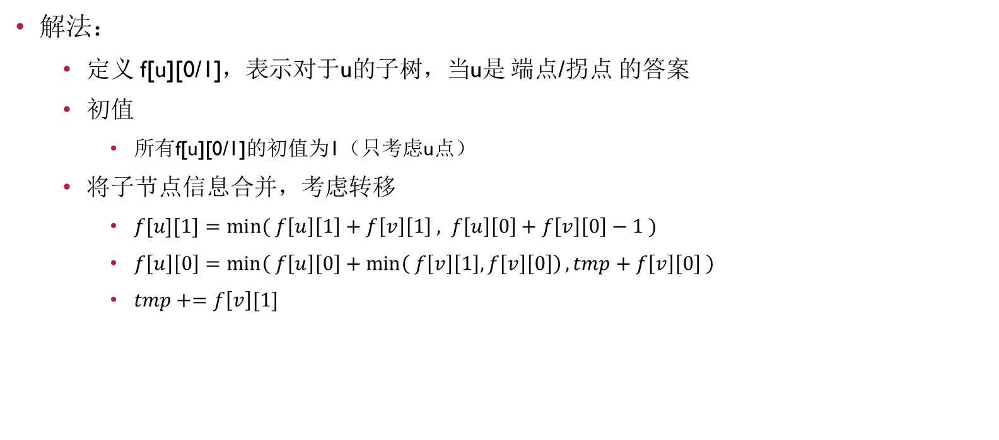 • 解法：
• 定义 f[u][0/1]，表示对于u的子树，当u是 端点/拐点 的答案
• 初值
• 所有f[u][0/1]的初值为1（只考虑u点）
• 将子节点信息合并，考虑转移
• f[u][1] = min( f[u][1] + f[v][1] , f[u][0] + f[v][0] − 1 )
• f[u][0] = min( f[u][0] + min( f[v][1], f[v][0]) , tmp + f[v][0] )
• tmp += f[v][1]